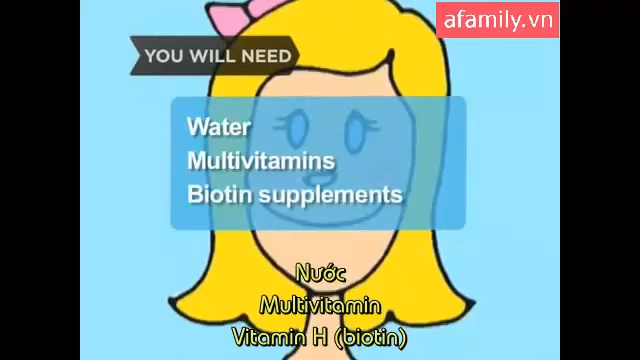 afamily.vn
YOU WILL NEED
Water
Multivitamins
Biotin supplements
Nước
Multivitamin
Vitamin H (biotin)